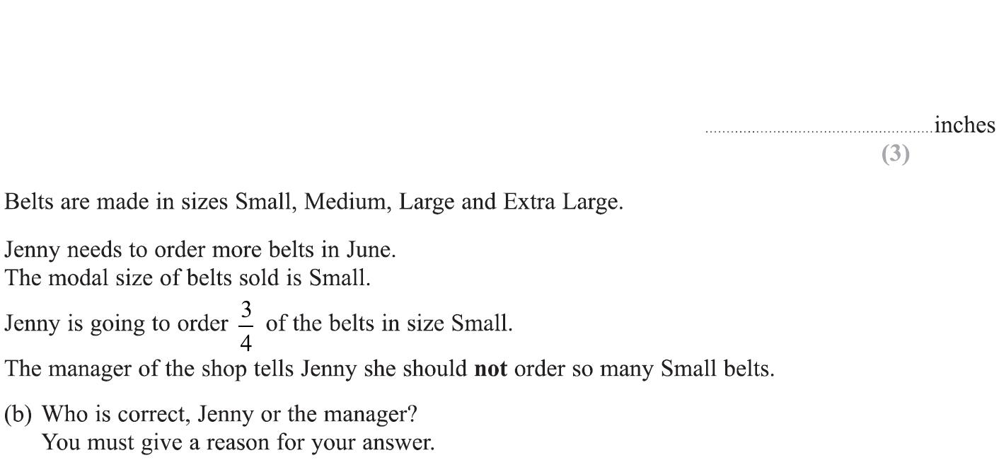 ....................................................inches
(3)
Belts are made in sizes Small, Medium, Large and Extra Large.
Jenny needs to order more belts in June.
The modal size of belts sold is Small.
Jenny is going to order 3/4 of the belts in size Small.
The manager of the shop tells Jenny she should not order so many Small belts.
(b) Who is correct, Jenny or the manager?
You must give a reason for your answer.